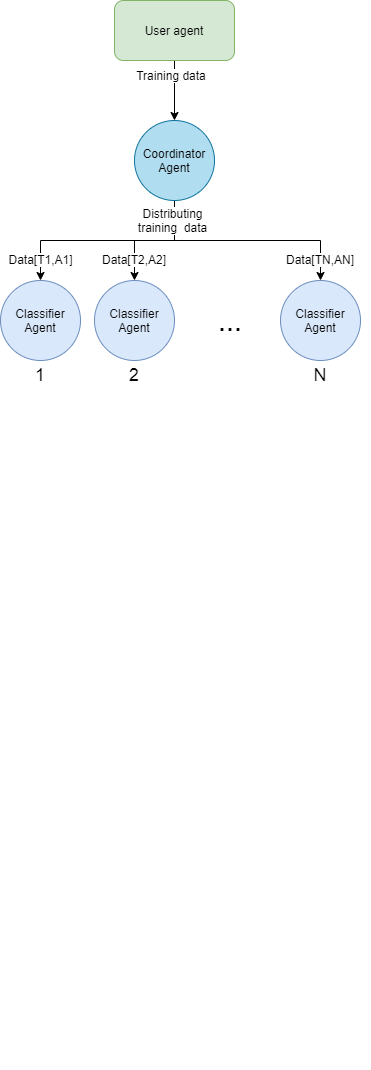 User agent
Training data
Coordinator
Agent
Distributing
training data
Data[T1,A1] Data[T2,A2] Data[TN,AN]
Classifier Classifier Classifier
Agent Agent ... Agent
1 2 N